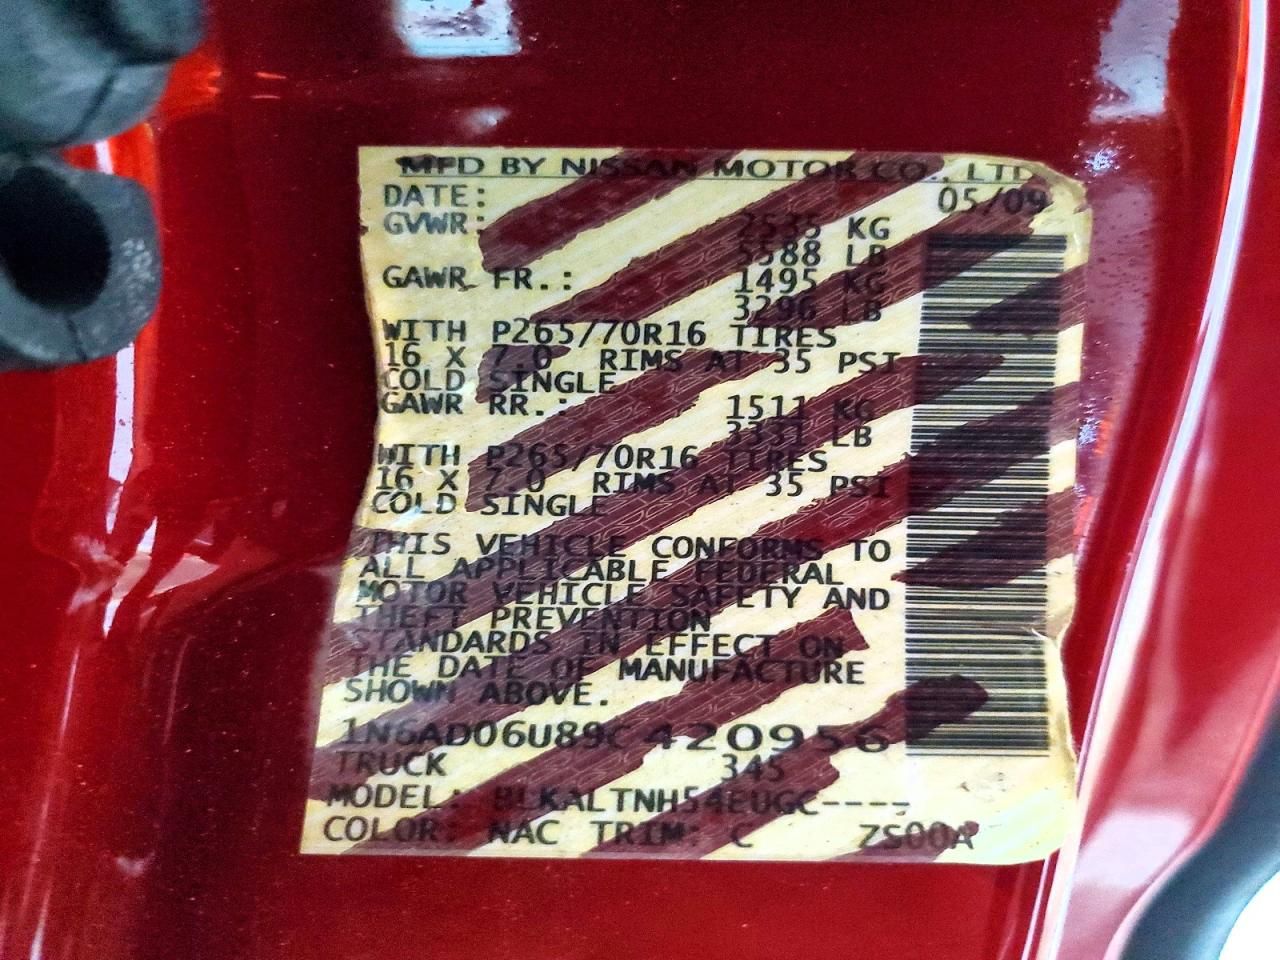 MFD BY NISSAN MOTOR CO., LTD
DATE: 05/09
GVWR: 2535 KG
5588 LB
GAWR FR.: 1495 KG
3296 LB
WITH P265/70R16 TIRES
16 X 7.0 RIMS AT 35 PSI
COLD SINGLE
GAWR RR.: 1511 KG
3331 LB
WITH P265/70R16 TIRES
16 X 7.0 RIMS AT 35 PSI
COLD SINGLE
THIS VEHICLE CONFORMS TO
ALL APPLICABLE FEDERAL
MOTOR VEHICLE SAFETY AND
THEFT PREVENTION
STANDARDS IN EFFECT ON
THE DATE OF MANUFACTURE
SHOWN ABOVE.
1N6AD06U89C420956
TRUCK 345
MODEL: BLKALTNH54EUGC----
COLOR: NAC TRIM: C ZS00A